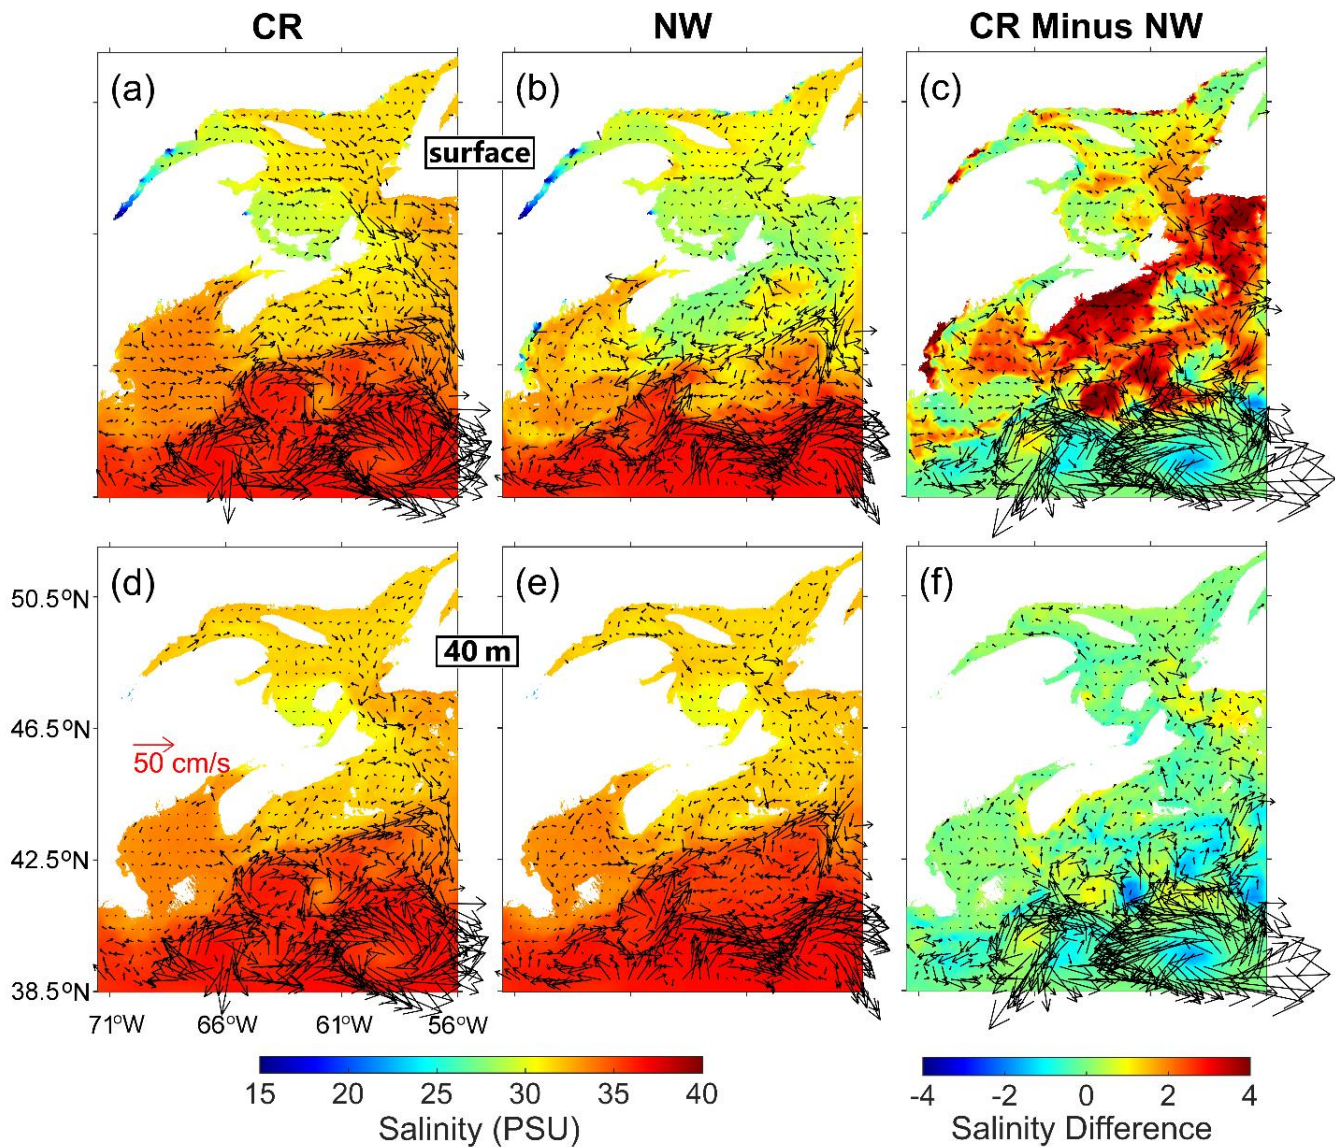 CR NW CR Minus NW
(a) (b) (c)
surface
(d) (e) (f)
50.5°N
40 m
46.5°N
50 cm/s
42.5°N
38.5°N
71°W 66°W 61°W 56°W
15 20 25 30 35 40 -4 -2 0 2 4
Salinity (PSU) Salinity Difference